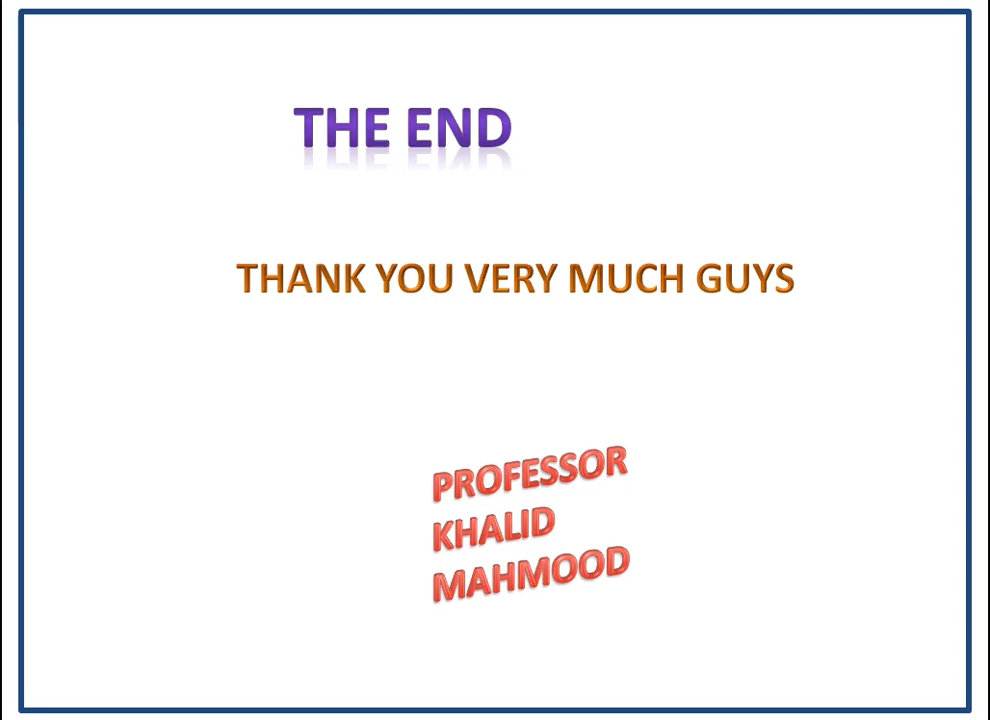 THE END
THANK YOU VERY MUCH GUYS
PROFESSOR
KHALID
MAHMOOD